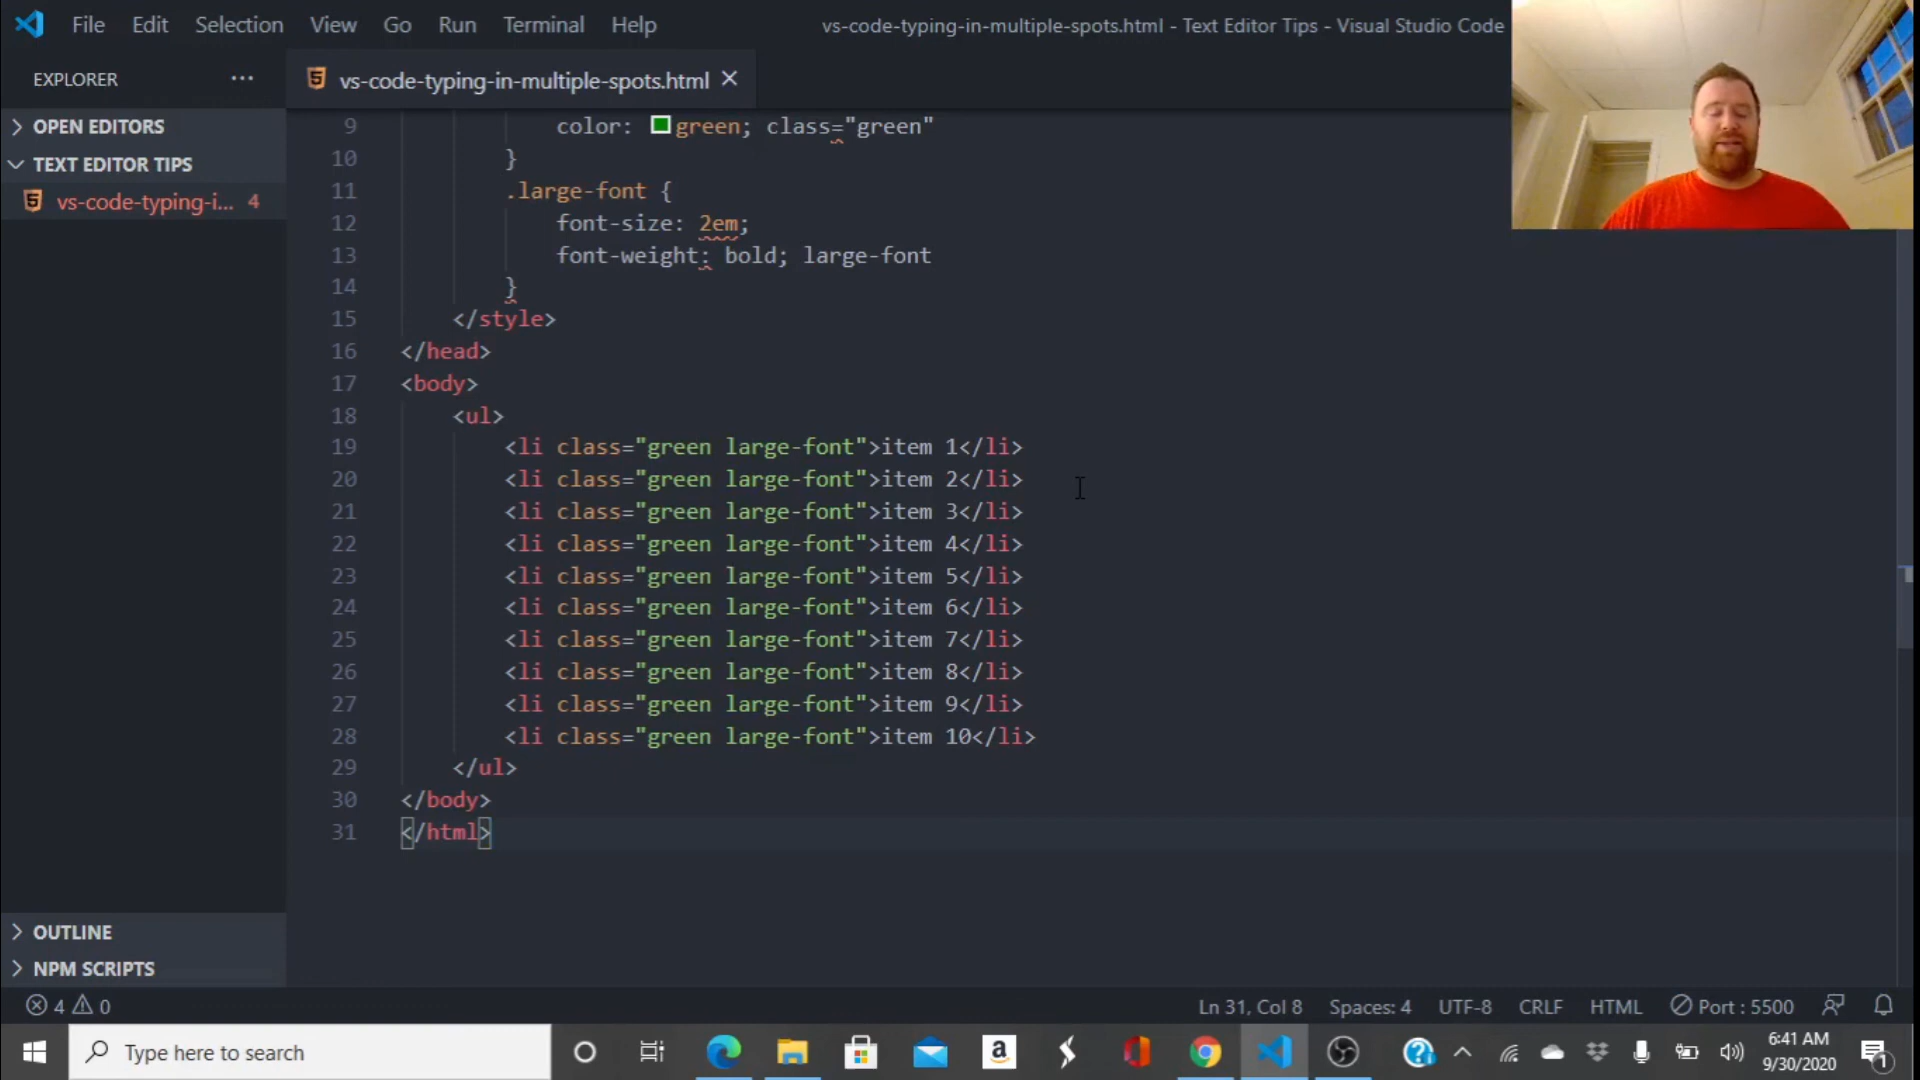 File Edit Selection View Go Run Terminal Help
vs-code-typing-in-multiple-spots.html - Text Editor Tips - Visual Studio Code
EXPLORER ···
vs-code-typing-in-multiple-spots.html
OPEN EDITORS
TEXT EDITOR TIPS
vs-code-typing-i... 4
9 color: green; class="green"
10 }
11 .large-font {
12 font-size: 2em;
13 font-weight: bold; large-font
14 }
15 </style>
16 </head>
17 <body>
18 <ul>
19 <li class="green large-font">item 1</li>
20 <li class="green large-font">item 2</li>
21 <li class="green large-font">item 3</li>
22 <li class="green large-font">item 4</li>
23 <li class="green large-font">item 5</li>
24 <li class="green large-font">item 6</li>
25 <li class="green large-font">item 7</li>
26 <li class="green large-font">item 8</li>
27 <li class="green large-font">item 9</li>
28 <li class="green large-font">item 10</li>
29 </ul>
30 </body>
31 </html>
OUTLINE
NPM SCRIPTS
4 0
Ln 31, Col 8 Spaces: 4 UTF-8 CRLF HTML Port : 5500
Type here to search
6:41 AM
9/30/2020
1